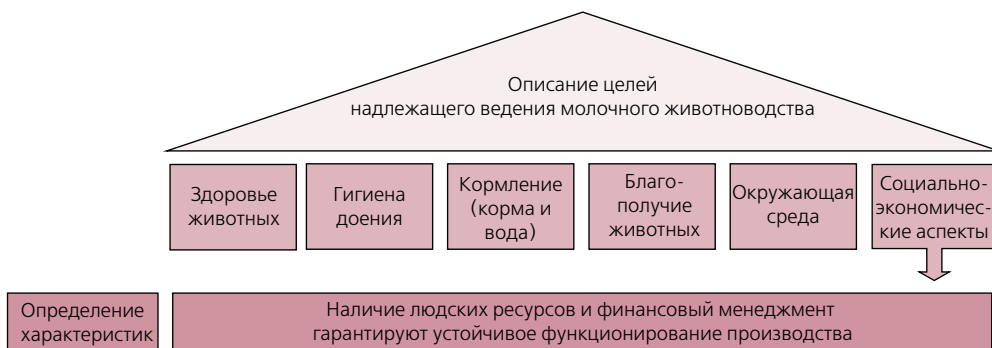 Описание целей
надлежащего ведения молочного животноводства
Здоровье
животных
Гигиена
доения
Кормление
(корма и
вода)
Благо-
получие
животных
Окружающая
среда
Социально-
экономичес-
кие аспекты
Определение
характеристик
Наличие людских ресурсов и финансовый менеджмент
гарантируют устойчивое функционирование производства